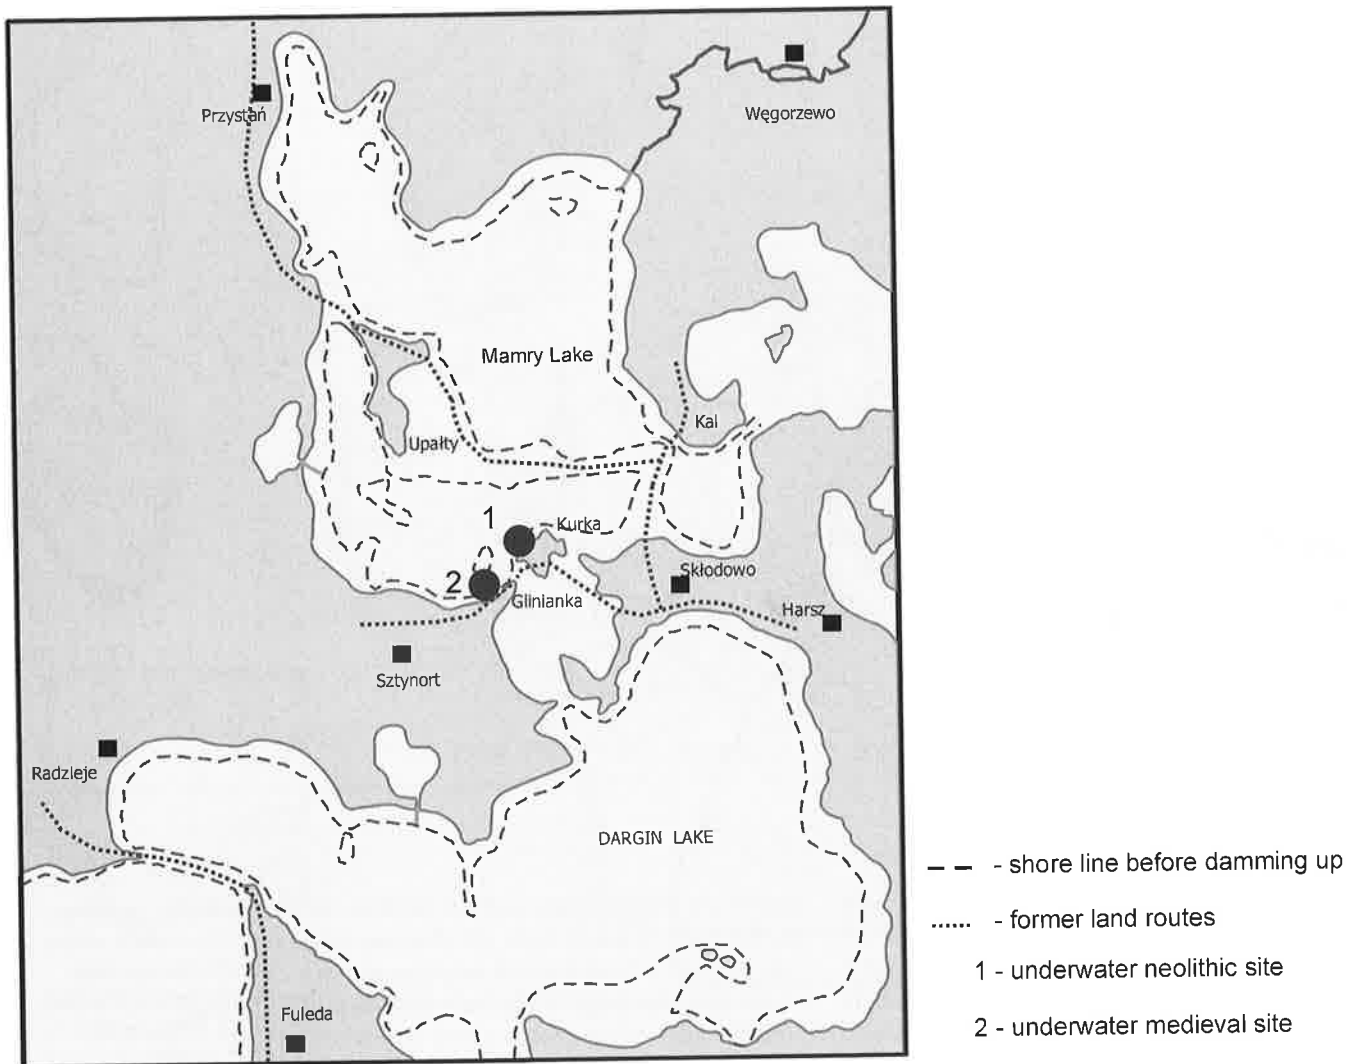 Przystań
Węgorzewo
Mamry Lake
Kal
Upałty
1
Kurka
2
Skłodowo
Glinianka
Harsz
Sztynort
Radzieje
DARGIN LAKE
Fuleda
- shore line before damming up
- former land routes
1 - underwater neolithic site
2 - underwater medieval site